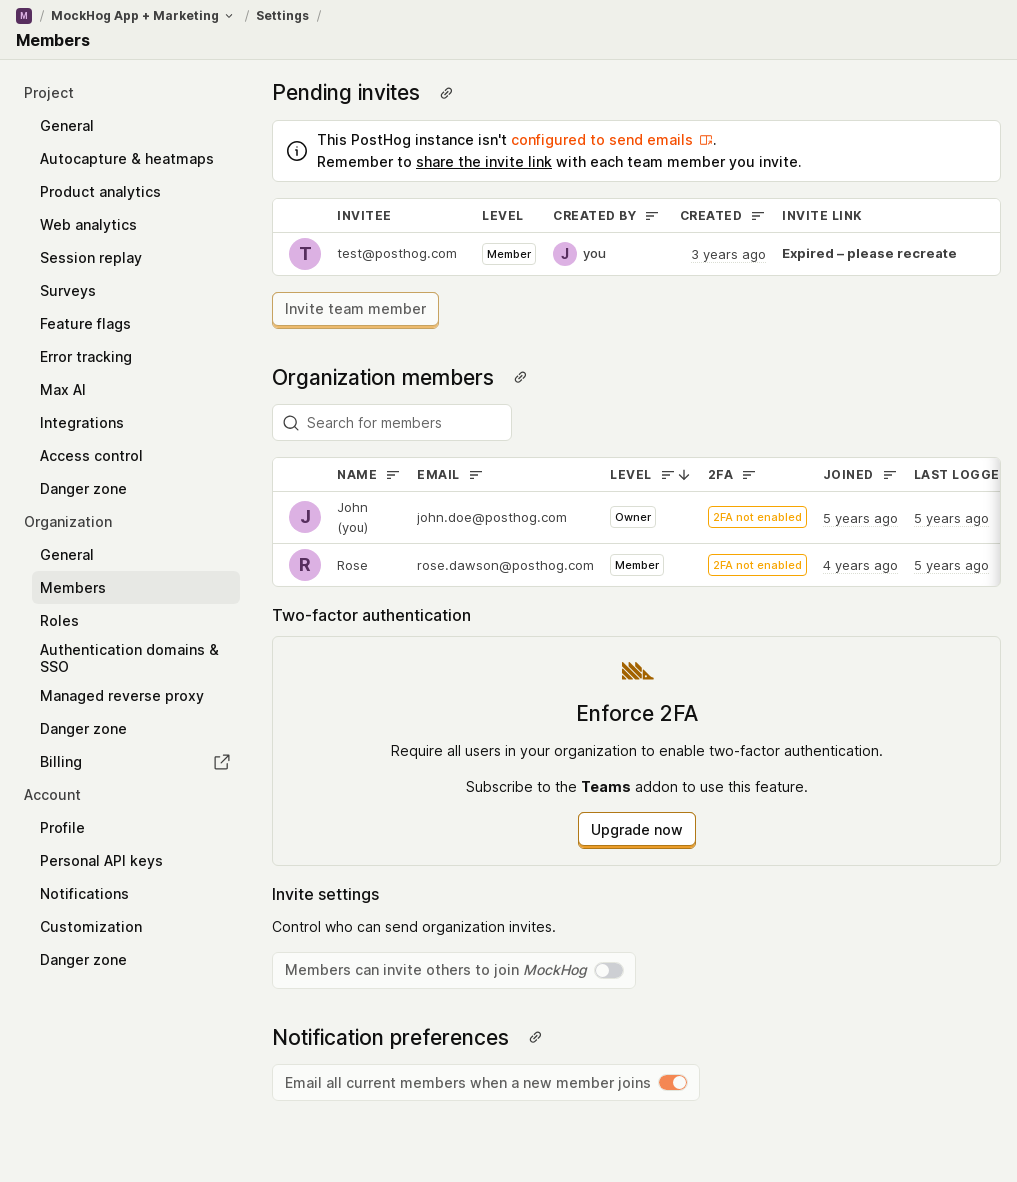 M / MockHog App + Marketing / Settings /
Members
Project
General
Autocapture & heatmaps
Product analytics
Web analytics
Session replay
Surveys
Feature flags
Error tracking
Max AI
Integrations
Access control
Danger zone
Organization
General
Members
Roles
Authentication domains &
SSO
Managed reverse proxy
Danger zone
Billing
Account
Profile
Personal API keys
Notifications
Customization
Danger zone
Pending invites
This PostHog instance isn't configured to send emails .
Remember to share the invite link with each team member you invite.
INVITEE LEVEL CREATED BY CREATED INVITE LINK
T test@posthog.com Member J you 3 years ago Expired – please recreate
Invite team member
Organization members
Search for members
NAME EMAIL LEVEL 2FA JOINED LAST LOGGE
J John
(you) john.doe@posthog.com Owner 2FA not enabled 5 years ago 5 years ago
R Rose rose.dawson@posthog.com Member 2FA not enabled 4 years ago 5 years ago
Two-factor authentication
Enforce 2FA
Require all users in your organization to enable two-factor authentication.
Subscribe to the Teams addon to use this feature.
Upgrade now
Invite settings
Control who can send organization invites.
Members can invite others to join MockHog
Notification preferences
Email all current members when a new member joins